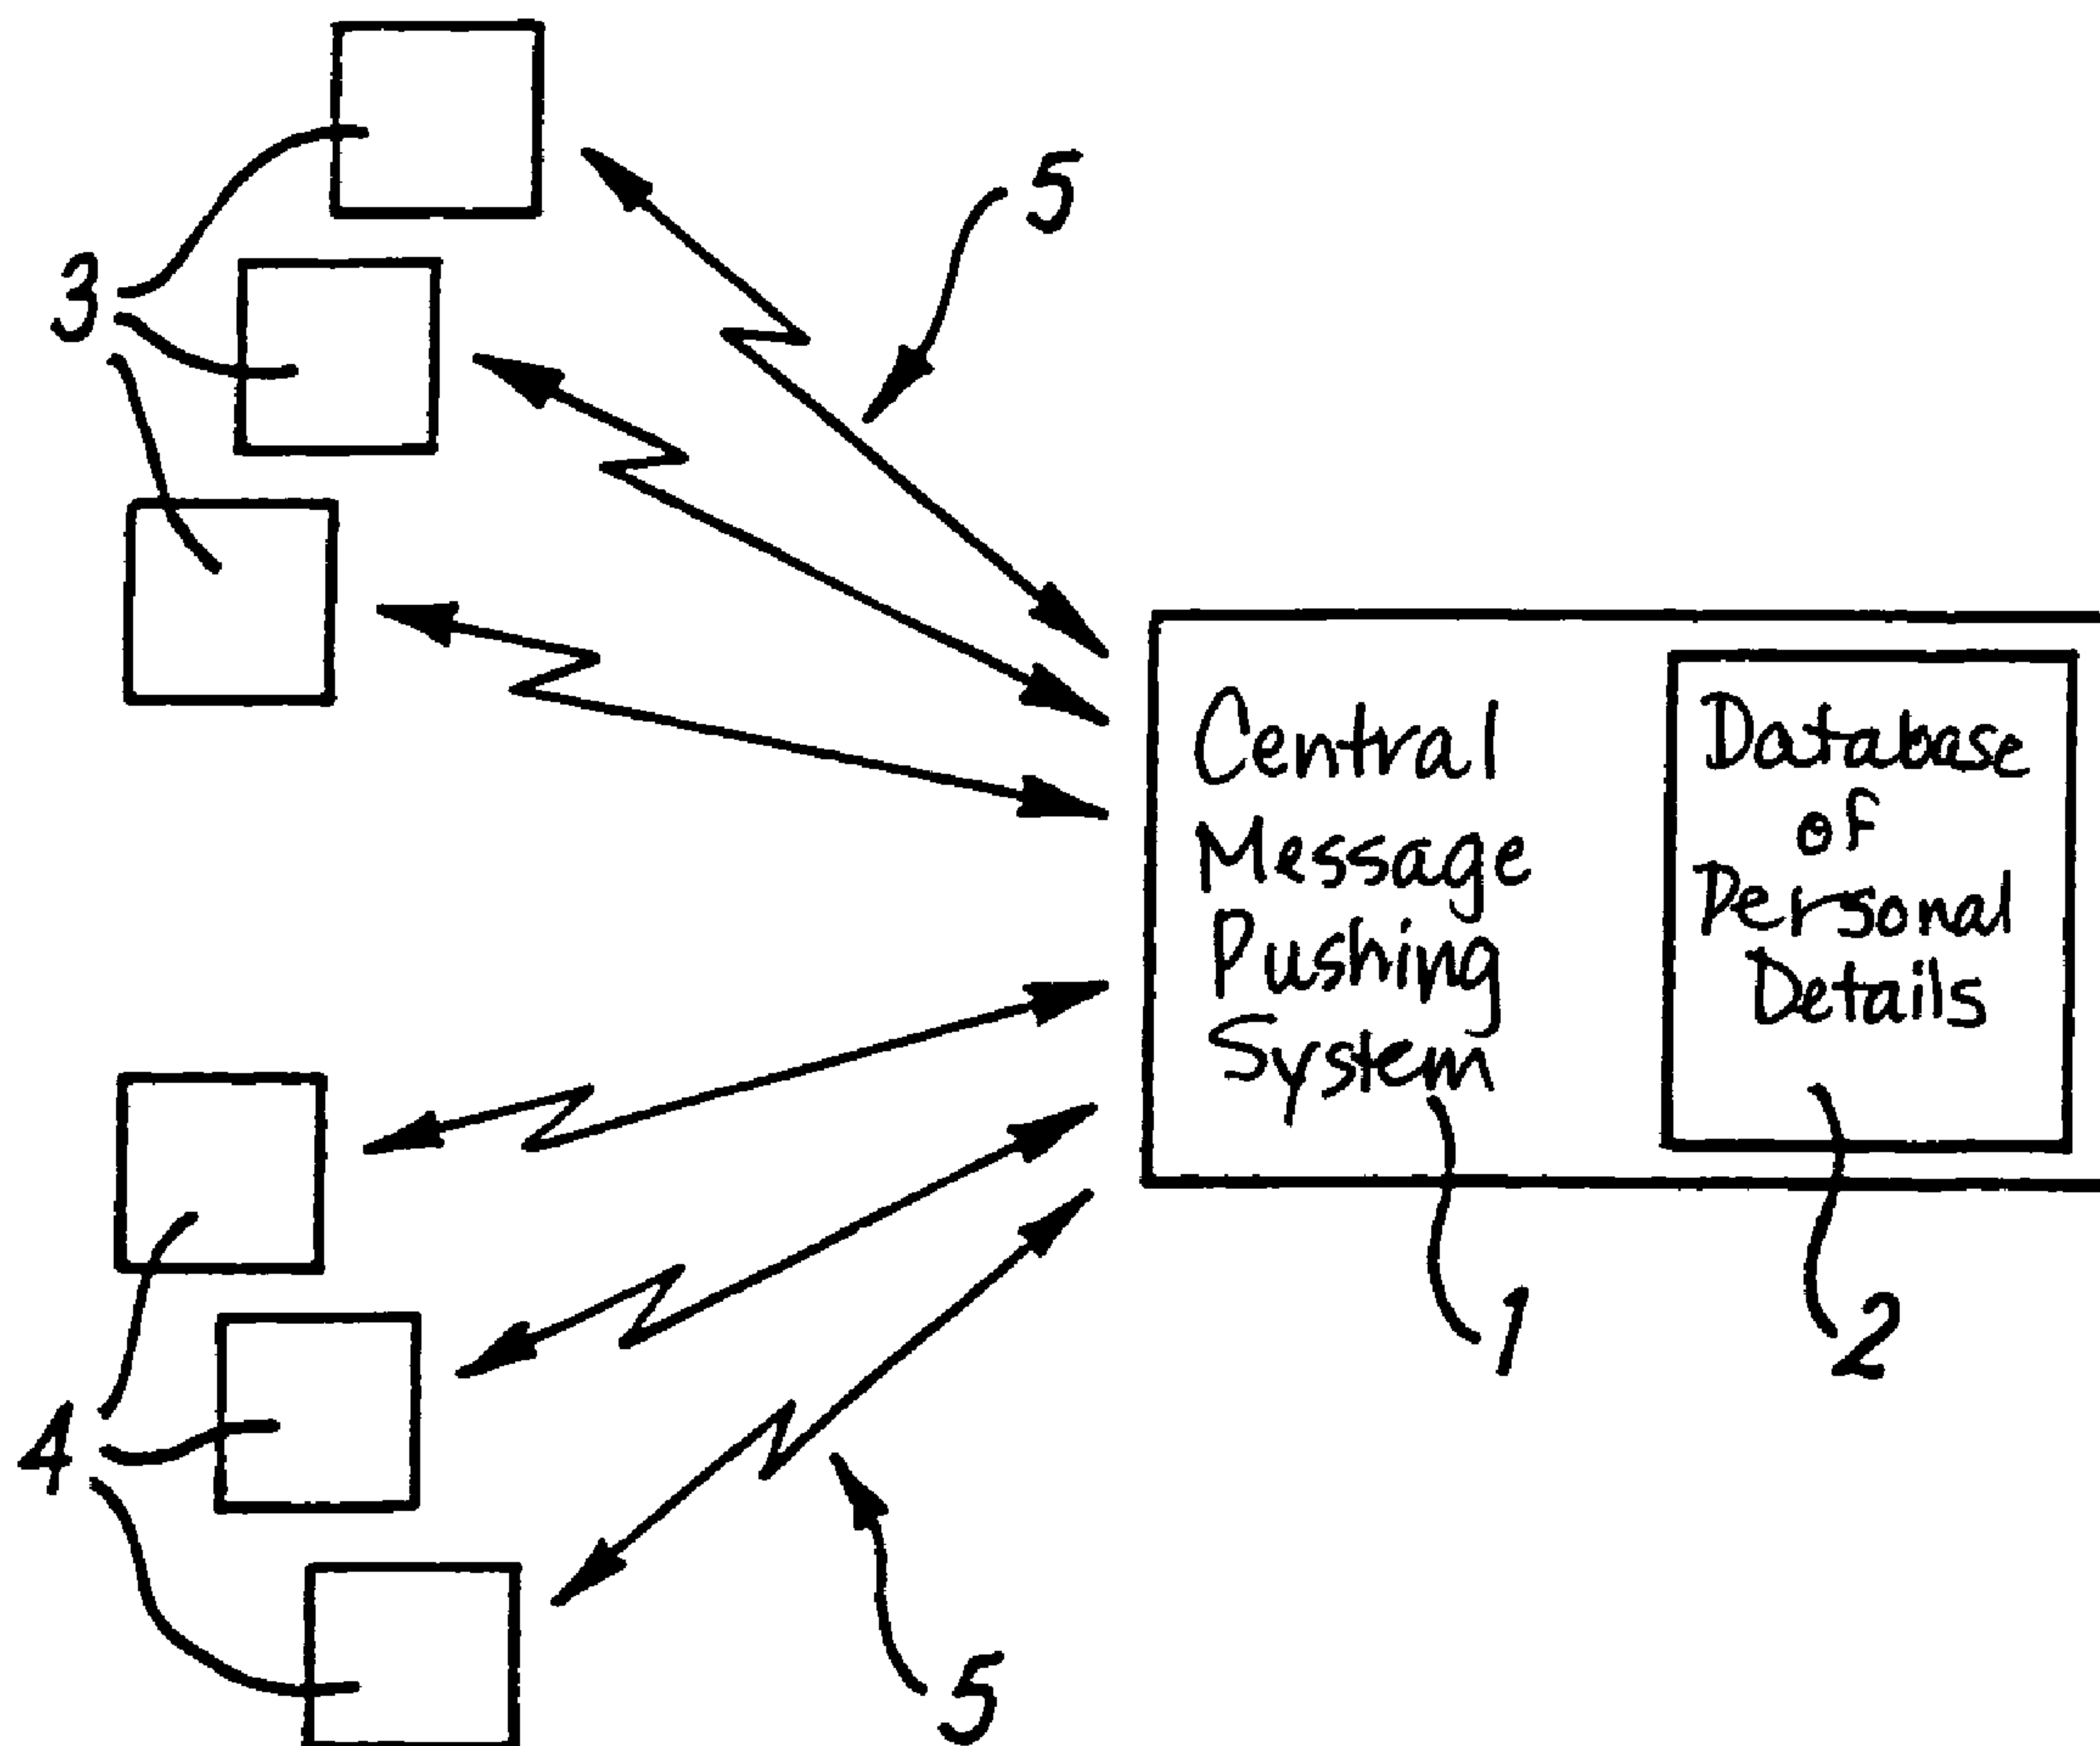 5
3
Central
Message
Pushing
System
Database
of
Personal
Details
1
2
4
5